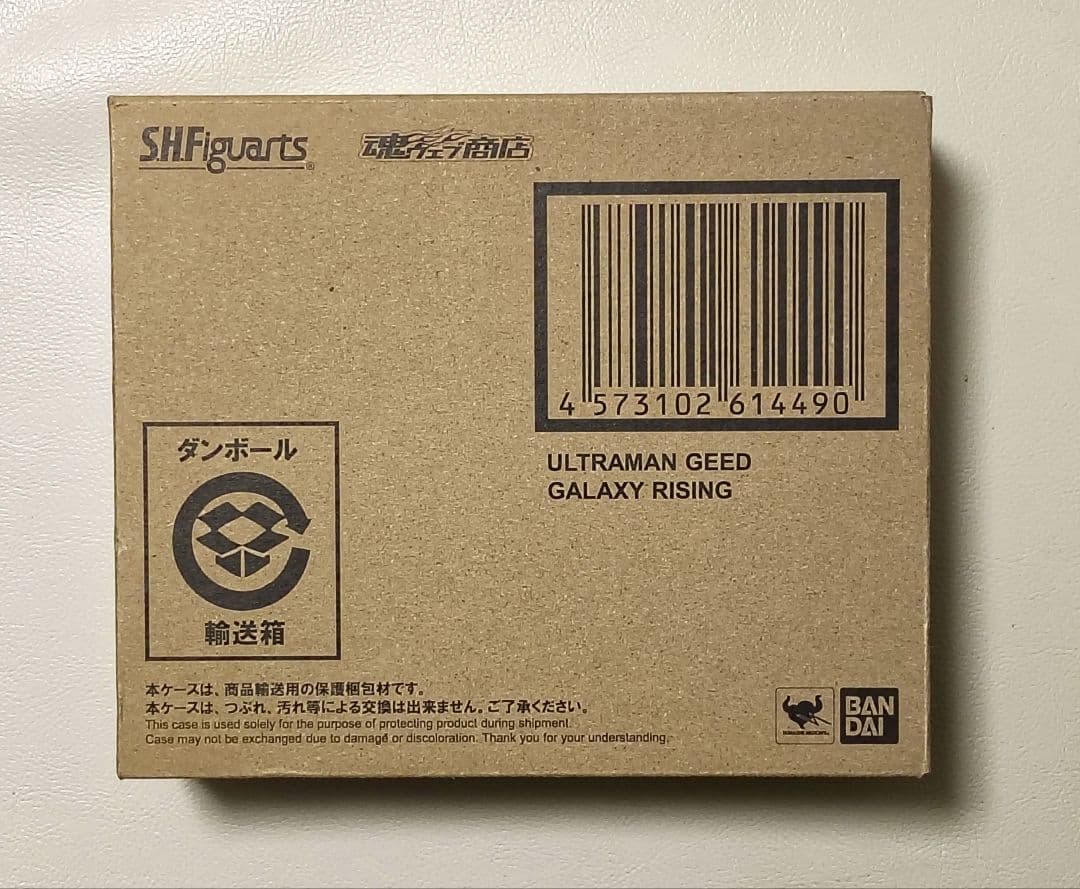 S.H.Figuarts®
魂ウェブ商店
4 573102 614490
ULTRAMAN GEED
GALAXY RISING
ダンボール
輸送箱
本ケースは、商品輸送用の保護梱包材です。
本ケースは、つぶれ、汚れ等による交換は出来ません。ご了承ください。
This case is used solely for the purpose of protecting product during shipment.
Case may not be exchanged due to damage or discoloration. Thank you for your understanding.
BAN
DAI